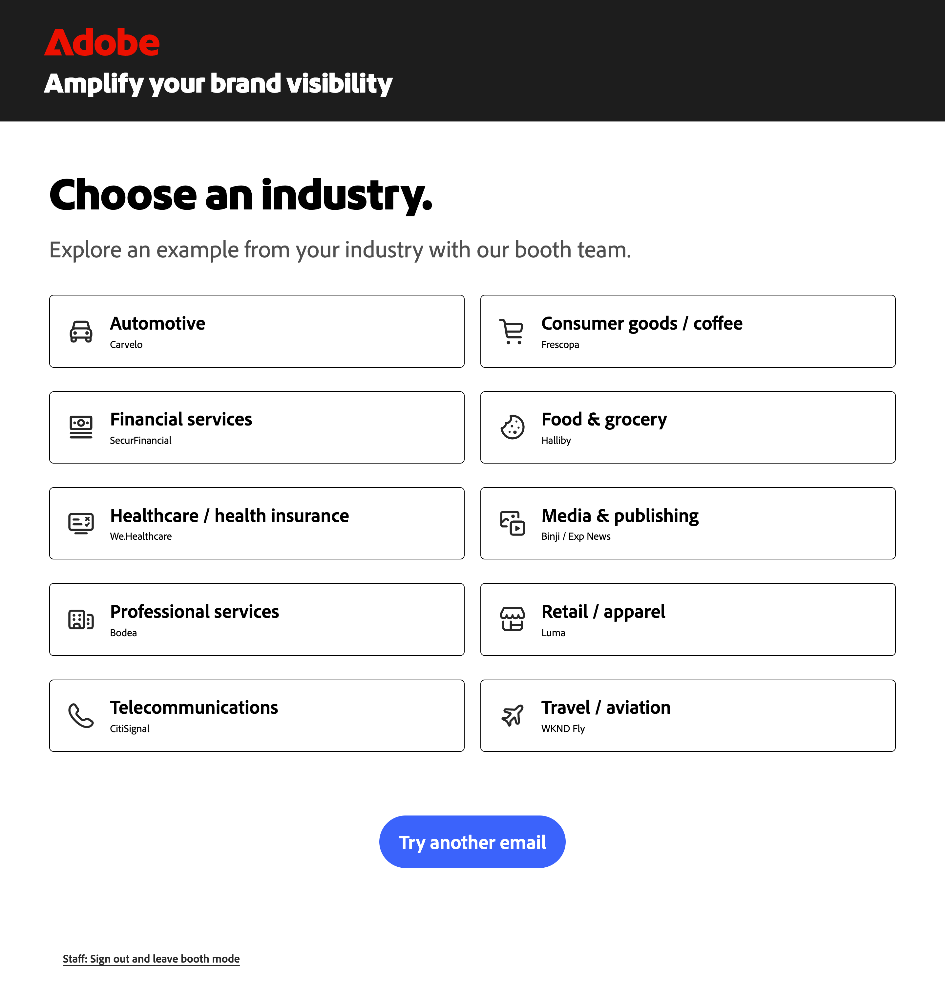 Adobe
Amplify your brand visibility
Choose an industry.
Explore an example from your industry with our booth team.
Automotive
Carvelo
Consumer goods / coffee
Frescopa
Financial services
SecurFinancial
Food & grocery
Halliby
Healthcare / health insurance
We.Healthcare
Media & publishing
Binji / Exp News
Professional services
Bodea
Retail / apparel
Luma
Telecommunications
CitiSignal
Travel / aviation
WKND Fly
Try another email
Staff: Sign out and leave booth mode